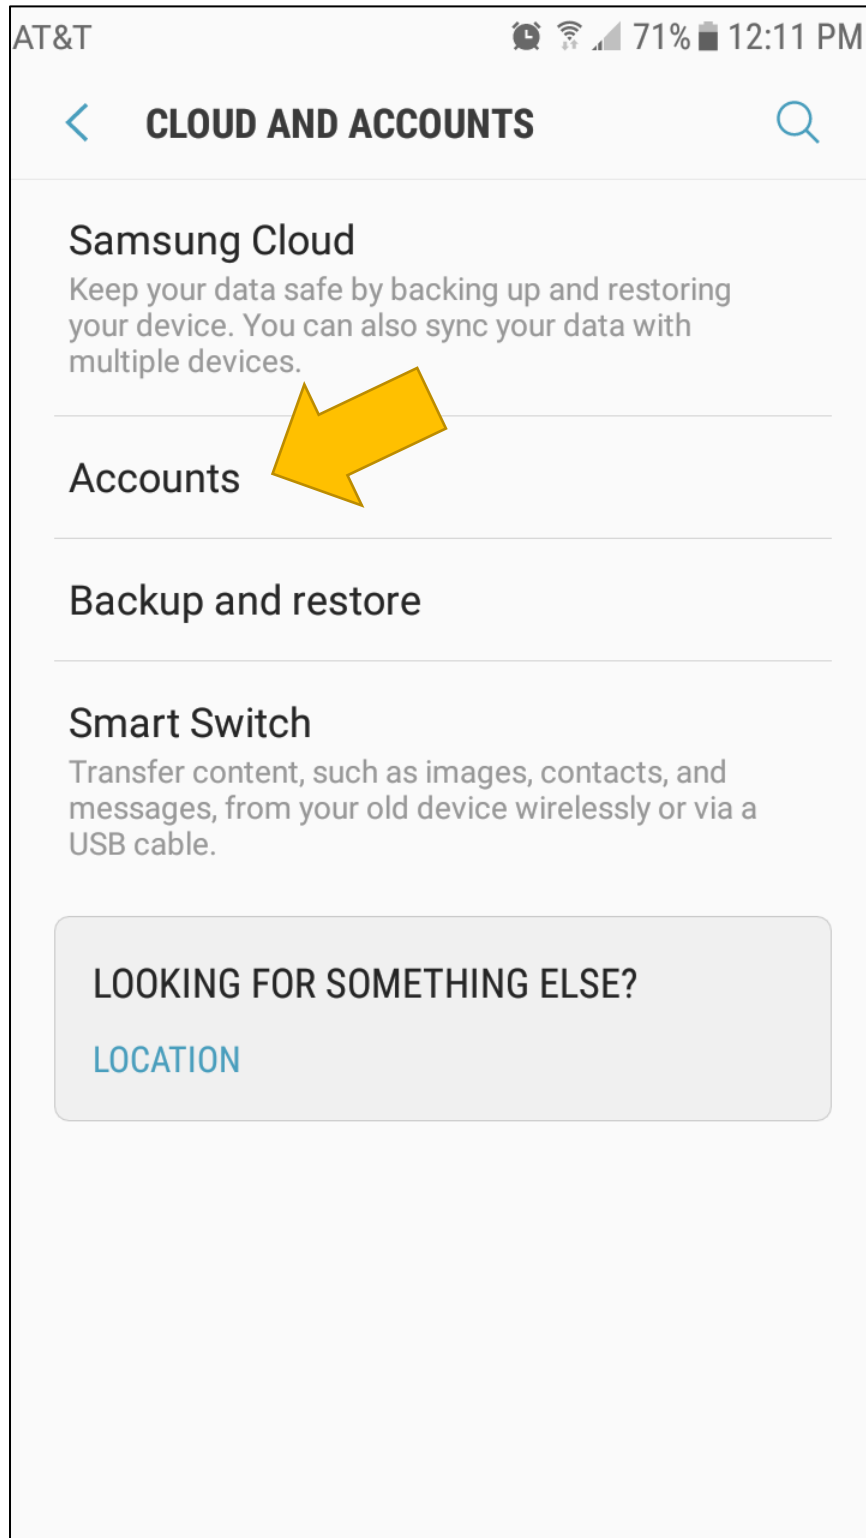 AT&T 71% 12:11 PM
CLOUD AND ACCOUNTS
Samsung Cloud
Keep your data safe by backing up and restoring
your device. You can also sync your data with
multiple devices.
Accounts
Backup and restore
Smart Switch
Transfer content, such as images, contacts, and
messages, from your old device wirelessly or via a
USB cable.
LOOKING FOR SOMETHING ELSE?
LOCATION